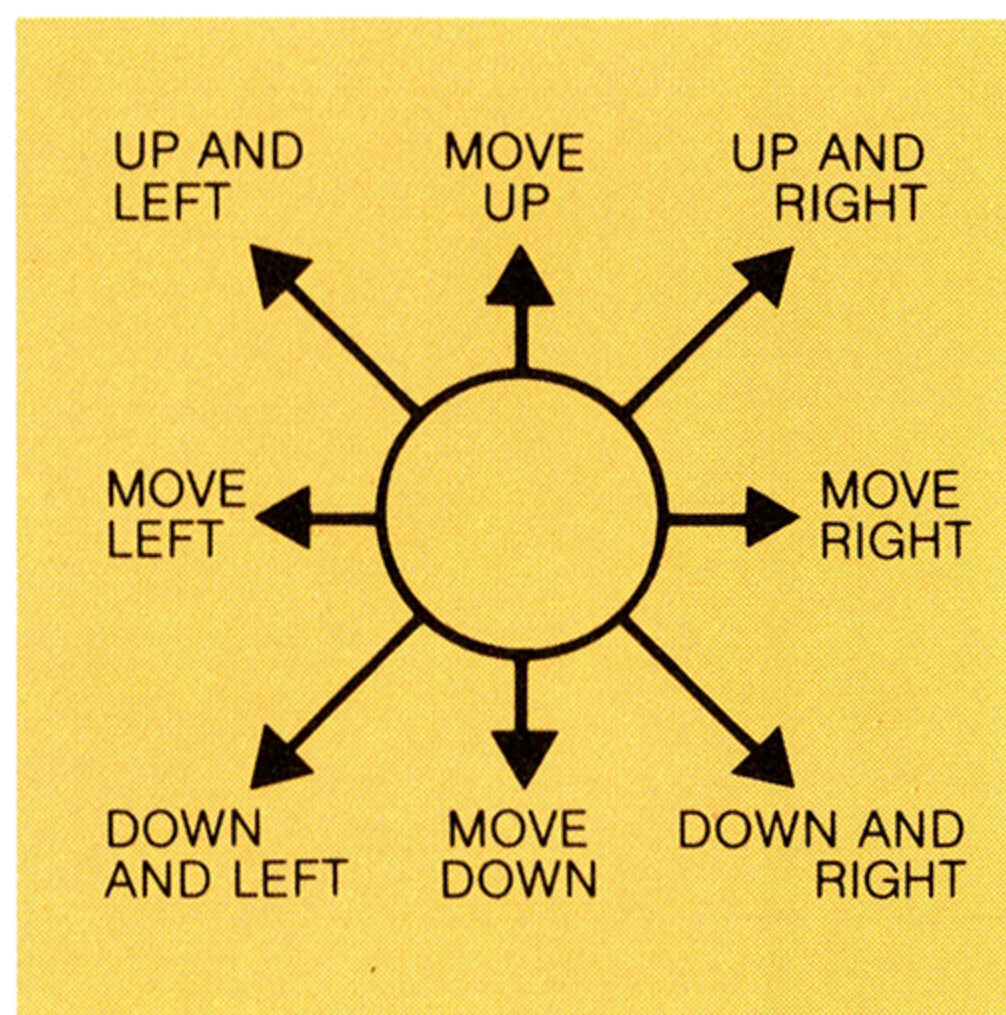 UP AND
LEFT
MOVE
UP
UP AND
RIGHT
MOVE
LEFT
MOVE
RIGHT
DOWN
AND LEFT
MOVE
DOWN
DOWN AND
RIGHT